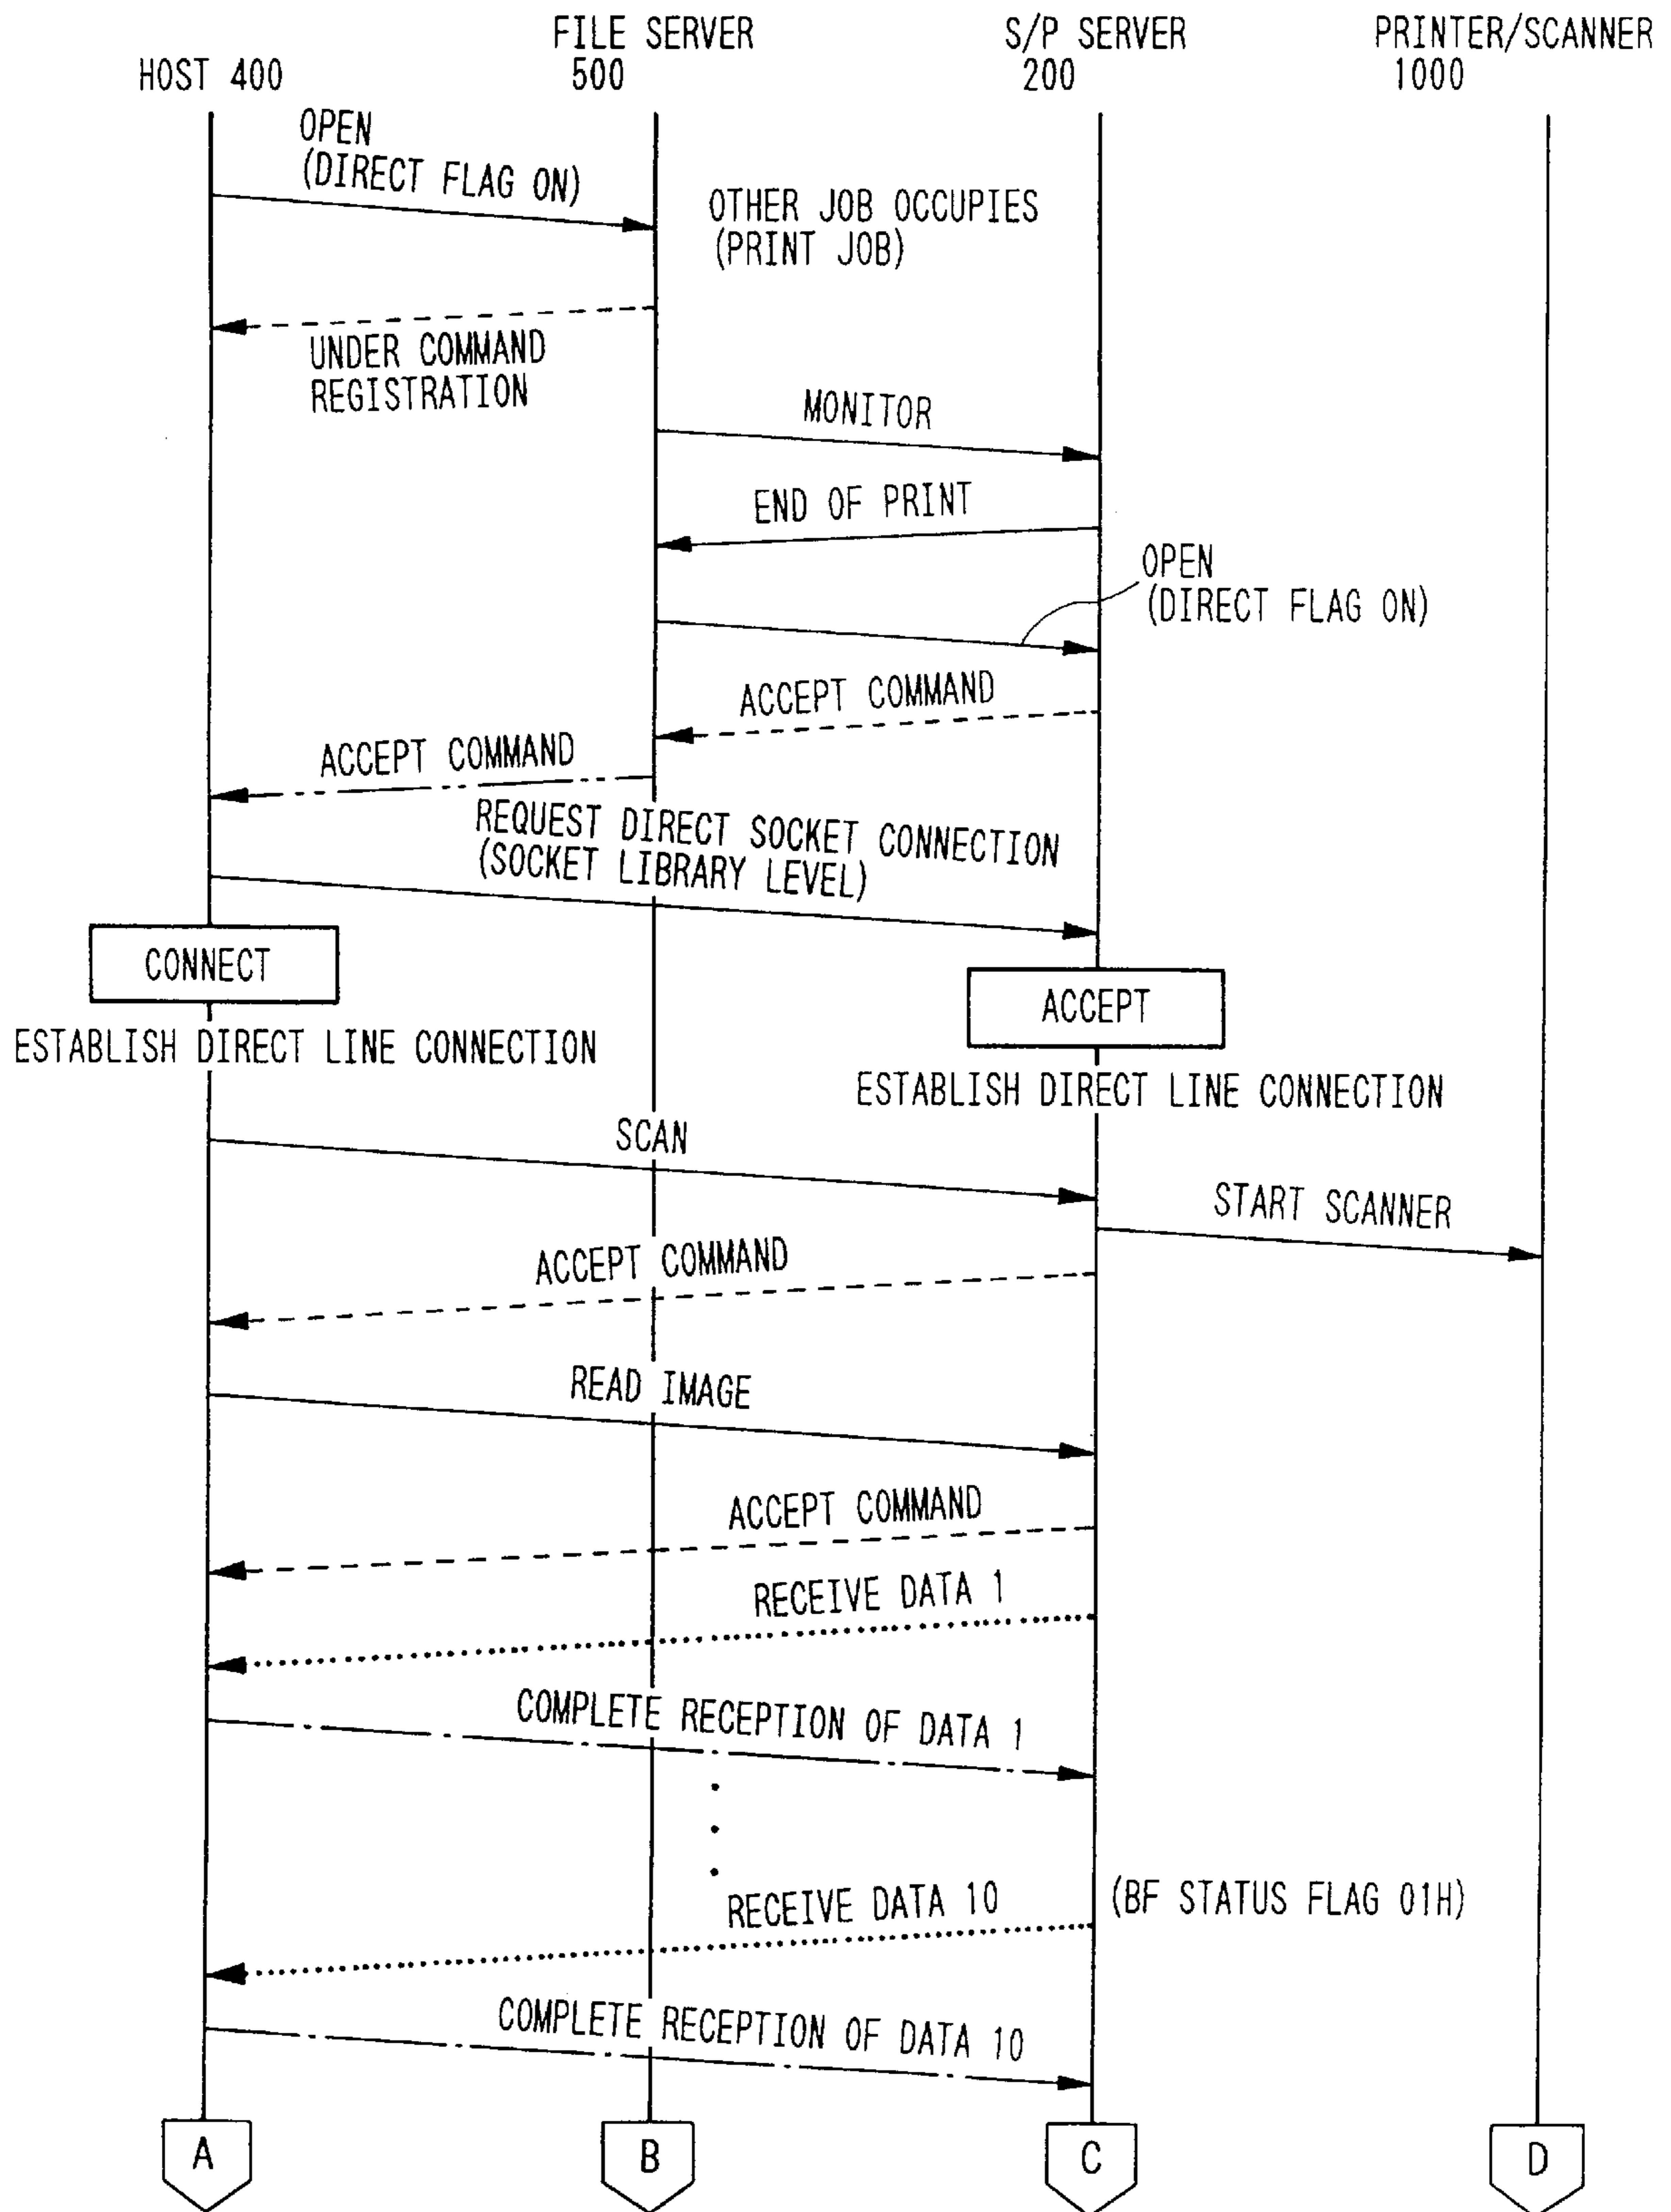 HOST 400
FILE SERVER
500
S/P SERVER
200
PRINTER/SCANNER
1000
OPEN
(DIRECT FLAG ON)
OTHER JOB OCCUPIES
(PRINT JOB)
UNDER COMMAND
REGISTRATION
MONITOR
END OF PRINT
OPEN
(DIRECT FLAG ON)
ACCEPT COMMAND
ACCEPT COMMAND
REQUEST DIRECT SOCKET CONNECTION
(SOCKET LIBRARY LEVEL)
CONNECT
ACCEPT
ESTABLISH DIRECT LINE CONNECTION
ESTABLISH DIRECT LINE CONNECTION
SCAN
START SCANNER
ACCEPT COMMAND
READ IMAGE
ACCEPT COMMAND
RECEIVE DATA 1
COMPLETE RECEPTION OF DATA 1
RECEIVE DATA 10
(BF STATUS FLAG 01H)
COMPLETE RECEPTION OF DATA 10
A
B
C
D